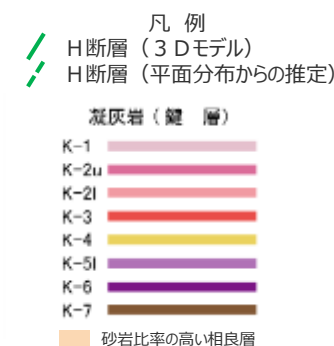 凡 例
H断層（3Dモデル）
H断層（平面分布からの推定）
凝灰岩（鍵 層）
K-1
K-2u
K-2l
K-3
K-4
K-5l
K-6
K-7
砂岩比率の高い相良層